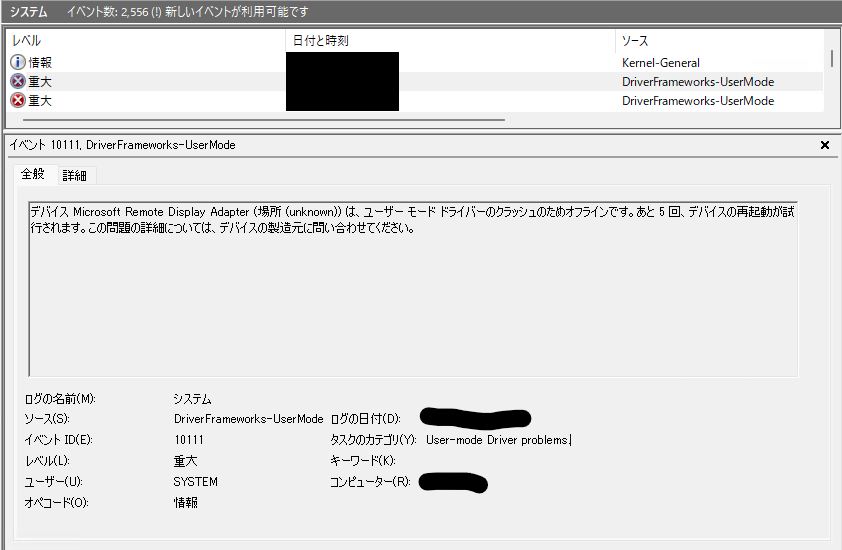 システム イベント数: 2,556 (!) 新しいイベントが利用可能です
レベル 日付と時刻 ソース
情報 Kernel-General
重大 DriverFrameworks-UserMode
重大 DriverFrameworks-UserMode
イベント 10111, DriverFrameworks-UserMode
全般 詳細
デバイス Microsoft Remote Display Adapter (場所 (unknown)) は、ユーザー モード ドライバーのクラッシュのためオフラインです。あと 5 回、デバイスの再起動が試
行されます。この問題の詳細については、デバイスの製造元に問い合わせてください。
ログの名前(M): システム
ソース(S): DriverFrameworks-UserMode ログの日付(D):
イベント ID(E): 10111 タスクのカテゴリ(Y): User-mode Driver problems.
レベル(L): 重大 キーワード(K):
ユーザー(U): SYSTEM コンピューター(R):
オペコード(O): 情報